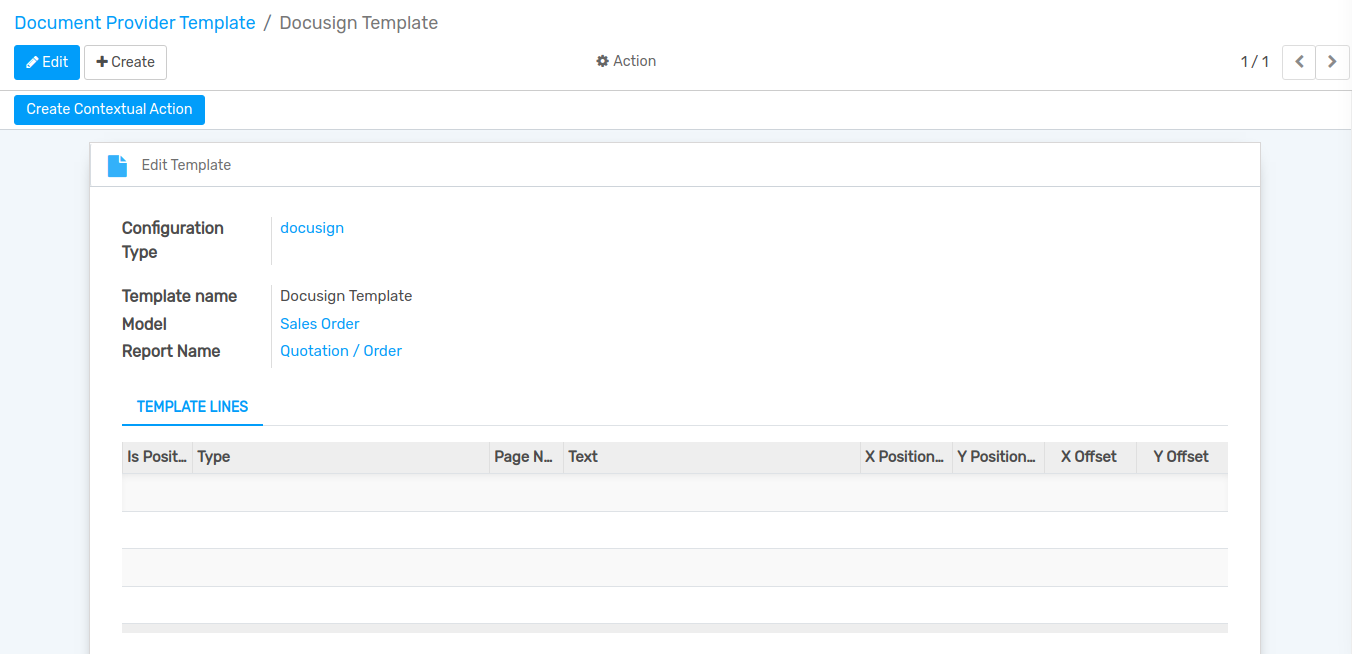 Document Provider Template / Docusign Template
Edit Create Action 1 / 1
Create Contextual Action
Edit Template
Configuration Type docusign
Template name Docusign Template
Model Sales Order
Report Name Quotation / Order
TEMPLATE LINES
Is Posit... Type Page N... Text X Position... Y Position... X Offset Y Offset